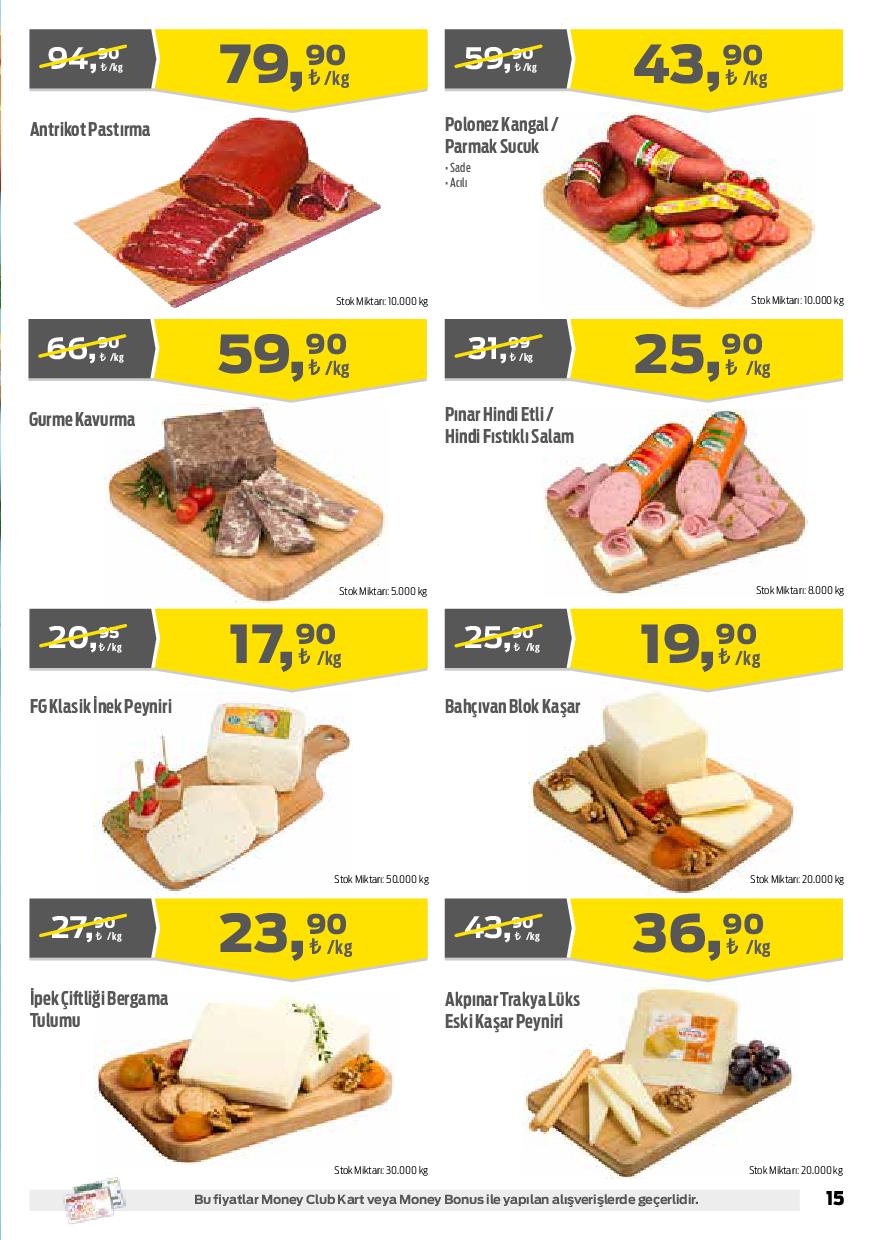 94,90 ₺/kg
79,90 ₺/kg
Antrikot Pastırma
Stok Miktarı: 10.000 kg
59,90 ₺/kg
43,90 ₺/kg
Polonez Kangal /
Parmak Sucuk
• Sade
• Acılı
Stok Miktarı: 10.000 kg
66,90 ₺/kg
59,90 ₺/kg
Gurme Kavurma
Stok Miktarı: 5.000 kg
31,99 ₺/kg
25,90 ₺/kg
Pınar Hindi Etli /
Hindi Fıstıklı Salam
Stok Miktarı: 8.000 kg
20,95 ₺/kg
17,90 ₺/kg
FG Klasik İnek Peyniri
Stok Miktarı: 50.000 kg
25,90 ₺/kg
19,90 ₺/kg
Bahçıvan Blok Kaşar
Stok Miktarı: 20.000 kg
27,90 ₺/kg
23,90 ₺/kg
İpek Çiftliği Bergama
Tulumu
Stok Miktarı: 30.000 kg
43,90 ₺/kg
36,90 ₺/kg
Akpınar Trakya Lüks
Eski Kaşar Peyniri
Stok Miktarı: 20.000 kg
Bu fiyatlar Money Club Kart veya Money Bonus ile yapılan alışverişlerde geçerlidir.
15